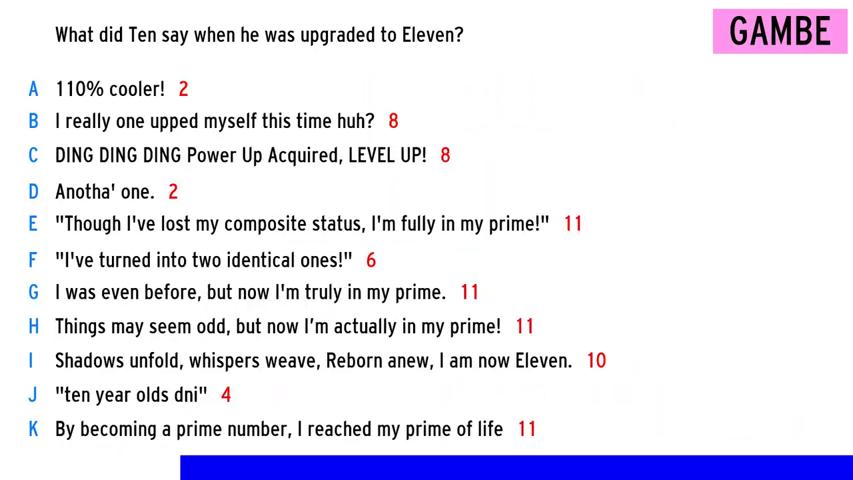 What did Ten say when he was upgraded to Eleven?
GAMBE
A 110% cooler! 2
B I really one upped myself this time huh? 8
C DING DING DING Power Up Acquired, LEVEL UP! 8
D Anotha' one. 2
E "Though I've lost my composite status, I'm fully in my prime!" 11
F "I've turned into two identical ones!" 6
G I was even before, but now I'm truly in my prime. 11
H Things may seem odd, but now I’m actually in my prime! 11
I Shadows unfold, whispers weave, Reborn anew, I am now Eleven. 10
J "ten year olds dni" 4
K By becoming a prime number, I reached my prime of life 11